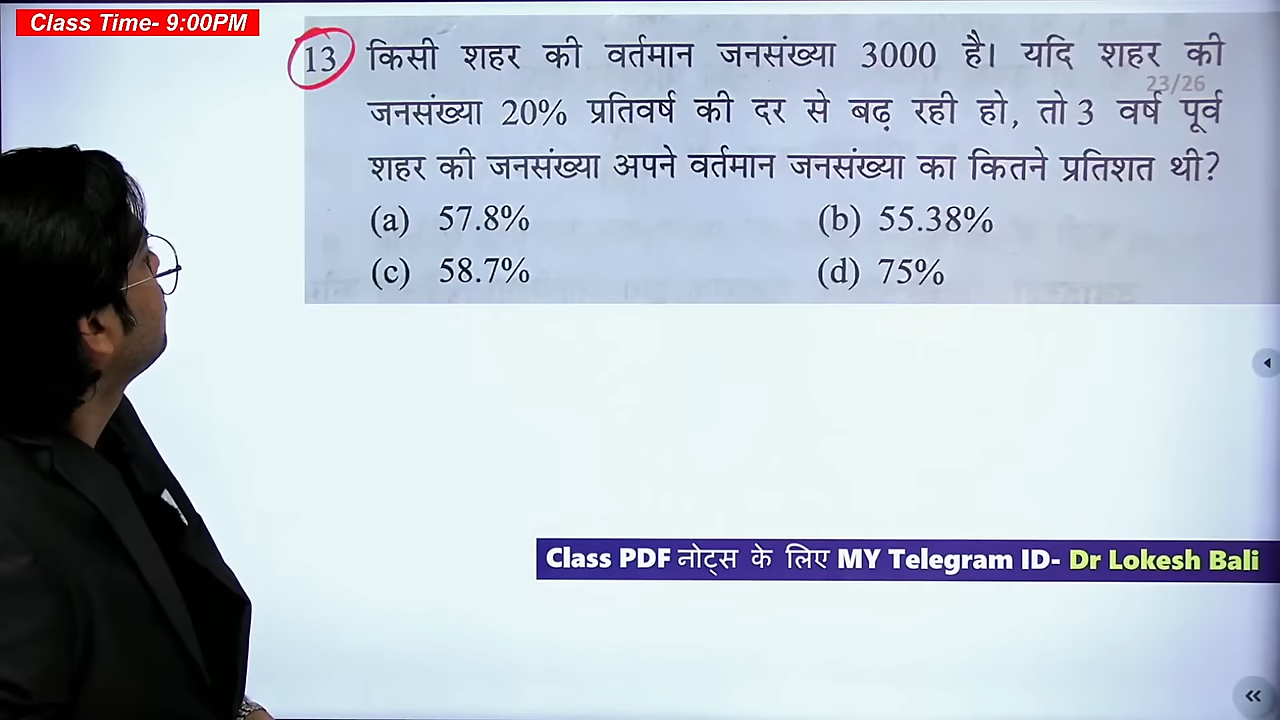 Class Time- 9:00PM
13 किसी शहर की वर्तमान जनसंख्या 3000 है। यदि शहर की
23/26
जनसंख्या 20% प्रतिवर्ष की दर से बढ़ रही हो, तो 3 वर्ष पूर्व
शहर की जनसंख्या अपने वर्तमान जनसंख्या का कितने प्रतिशत थी?
(a) 57.8% (b) 55.38%
(c) 58.7% (d) 75%
Class PDF नोट्स के लिए MY Telegram ID- Dr Lokesh Bali